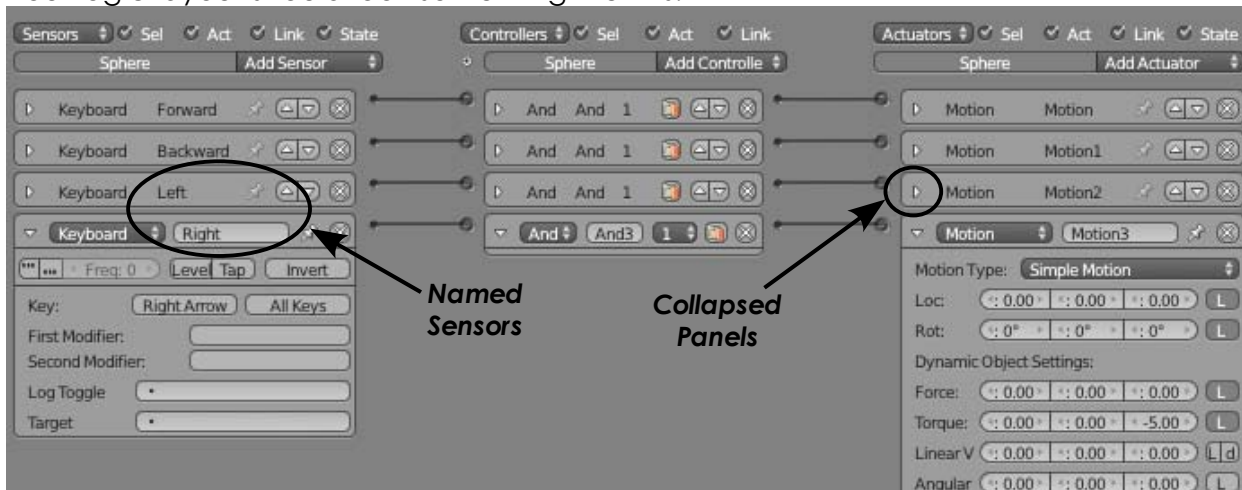 Sensors Sel Act Link State Controllers Sel Act Link Actuators Sel Act Link State
Sphere Add Sensor Sphere Add Controlle Sphere Add Actuator
Keyboard Forward And And 1 Motion Motion
Keyboard Backward And And 1 Motion Motion1
Keyboard Left And And 1 Motion Motion2
Keyboard Right And And3 1 Motion Motion3
Freq: 0 Level Tap Invert
Key: Right Arrow All Keys
First Modifier:
Second Modifier:
Log Toggle
Target
Named
Sensors
Collapsed
Panels
Motion Type: Simple Motion
Loc: : 0.00 : 0.00 : 0.00 L
Rot: : 0° : 0° : 0° L
Dynamic Object Settings:
Force: : 0.00 : 0.00 : 0.00 L
Torque: : 0.00 : 0.00 -5.00 L
Linear V : 0.00 : 0.00 : 0.00 L d
Angular : 0.00 : 0.00 : 0.00 L